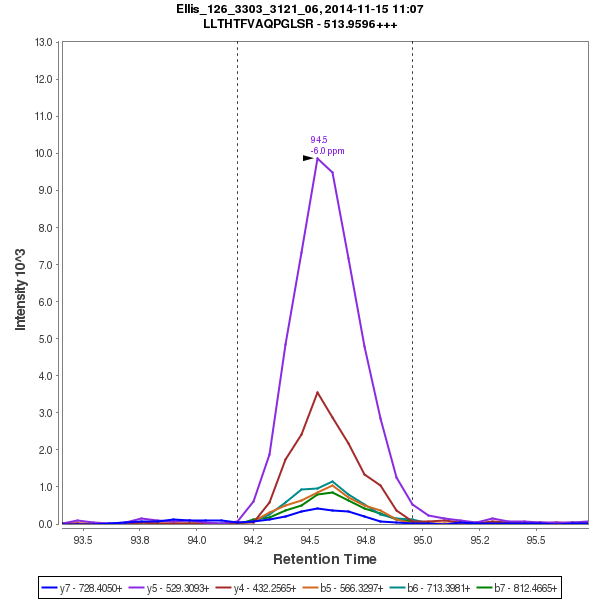 Ellis_126_3303_3121_06, 2014-11-15 11:07
LLTHTFVAQPGLSR - 513.9596+++
13.0
12.0
11.0
10.0
9.0
8.0
7.0
6.0
5.0
4.0
3.0
2.0
1.0
0.0
Intensity 10^3
94.5
-6.0 ppm
93.5 93.8 94.0 94.2 94.5 94.8 95.0 95.2 95.5
Retention Time
y7 - 728.4050+ y5 - 529.3093+ y4 - 432.2565+ b5 - 566.3297+ b6 - 713.3981+ b7 - 812.4665+